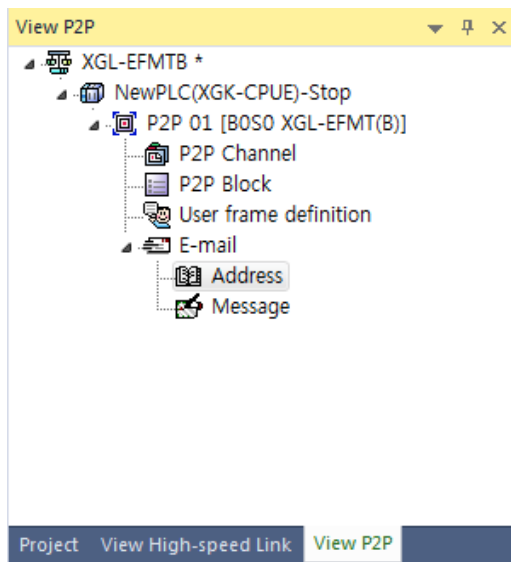 View P2P
XGL-EFMTB *
NewPLC(XGK-CPUE)-Stop
P2P 01 [B0S0 XGL-EFMT(B)]
P2P Channel
P2P Block
User frame definition
E-mail
Address
Message
Project View High-speed Link View P2P